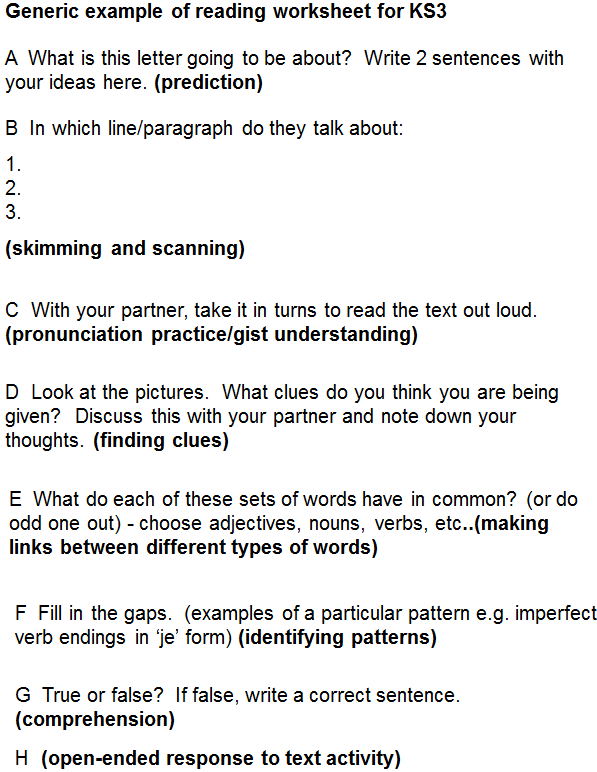 Generic example of reading worksheet for KS3
A What is this letter going to be about? Write 2 sentences with
your ideas here. (prediction)
B In which line/paragraph do they talk about:
1.
2.
3.
(skimming and scanning)
C With your partner, take it in turns to read the text out loud.
(pronunciation practice/gist understanding)
D Look at the pictures. What clues do you think you are being
given? Discuss this with your partner and note down your
thoughts. (finding clues)
E What do each of these sets of words have in common? (or do
odd one out) - choose adjectives, nouns, verbs, etc..(making
links between different types of words)
F Fill in the gaps. (examples of a particular pattern e.g. imperfect
verb endings in ‘je’ form) (identifying patterns)
G True or false? If false, write a correct sentence.
(comprehension)
H (open-ended response to text activity)